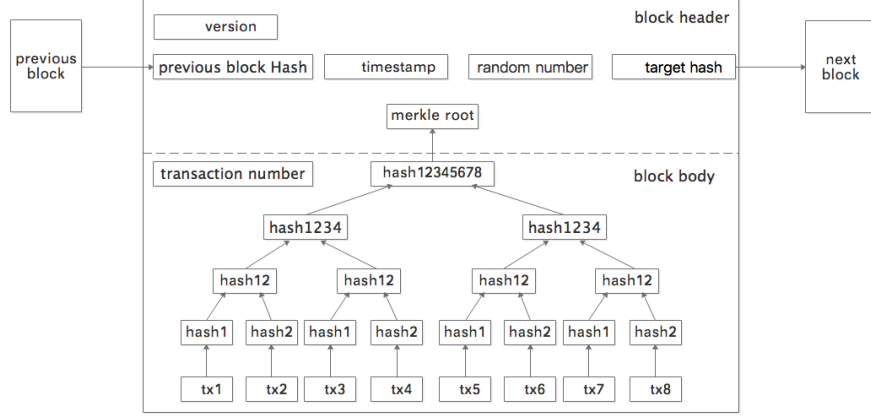 block header
version
previous
block
previous block Hash
timestamp
random number
target hash
next
block
merkle root
transaction number
hash12345678
block body
hash1234
hash1234
hash12
hash12
hash12
hash12
hash1
hash2
hash1
hash2
hash1
hash2
hash1
hash2
tx1
tx2
tx3
tx4
tx5
tx6
tx7
tx8